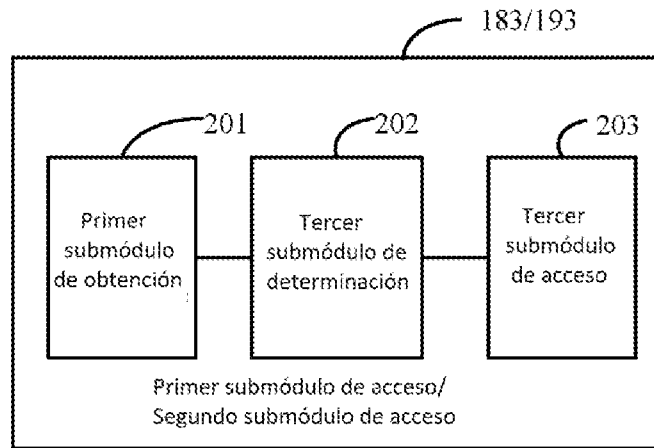 183/193
201
202
203
Primer
submódulo
de obtención
Tercer
submódulo de
determinación
Tercer
submódulo
de acceso
Primer submódulo de acceso/
Segundo submódulo de acceso